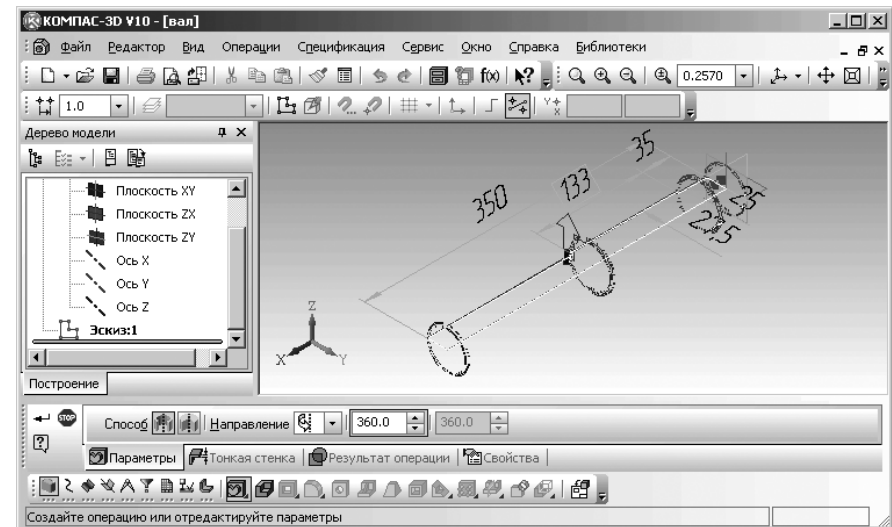 КОМПАС-3D V10 - [вал]
Файл Редактор Вид Операции Спецификация Сервис Окно Справка Библиотеки
0.2570
1.0
Дерево модели
Плоскость XY
Плоскость ZX
Плоскость ZY
Ось X
Ось Y
Ось Z
Эскиз:1
Построение
350
133
35
25
Z
X
Y
STOP
Способ Направление 360.0 360.0
Параметры Тонкая стенка Результат операции Свойства
Создайте операцию или отредактируйте параметры